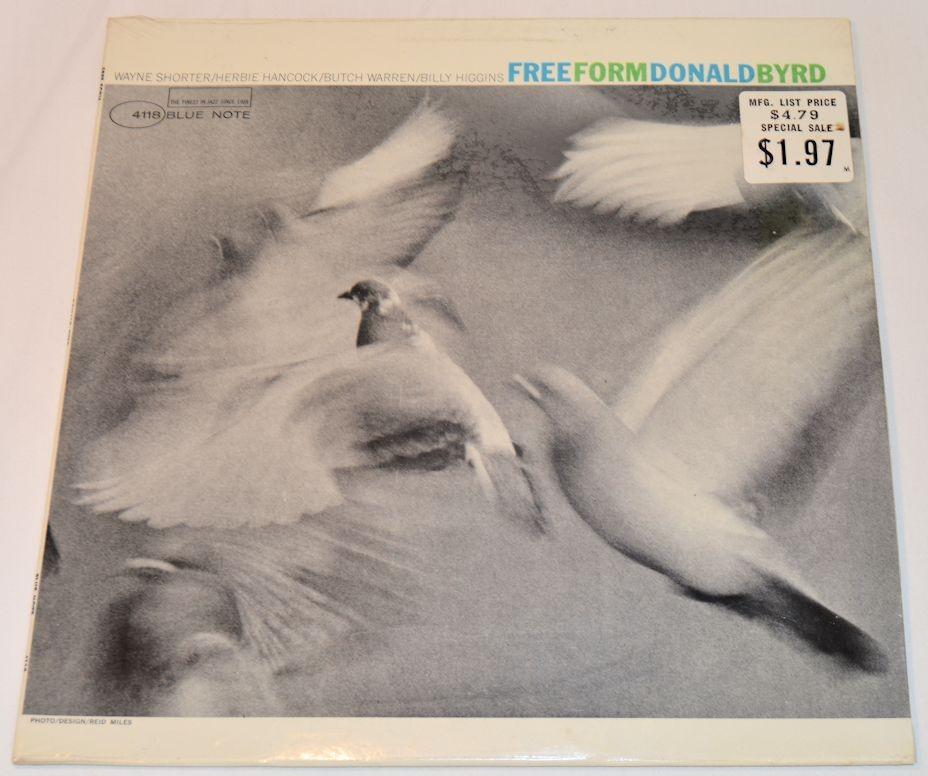 WAYNE SHORTER/HERBIE HANCOCK/BUTCH WARREN/BILLY HIGGINS FREEFORMDONALDBYRD
THE FINEST IN JAZZ SINCE 1939
4118 BLUE NOTE
MFG. LIST PRICE
$4.79
SPECIAL SALE
$1.97
M
PHOTO/DESIGN/REID MILES